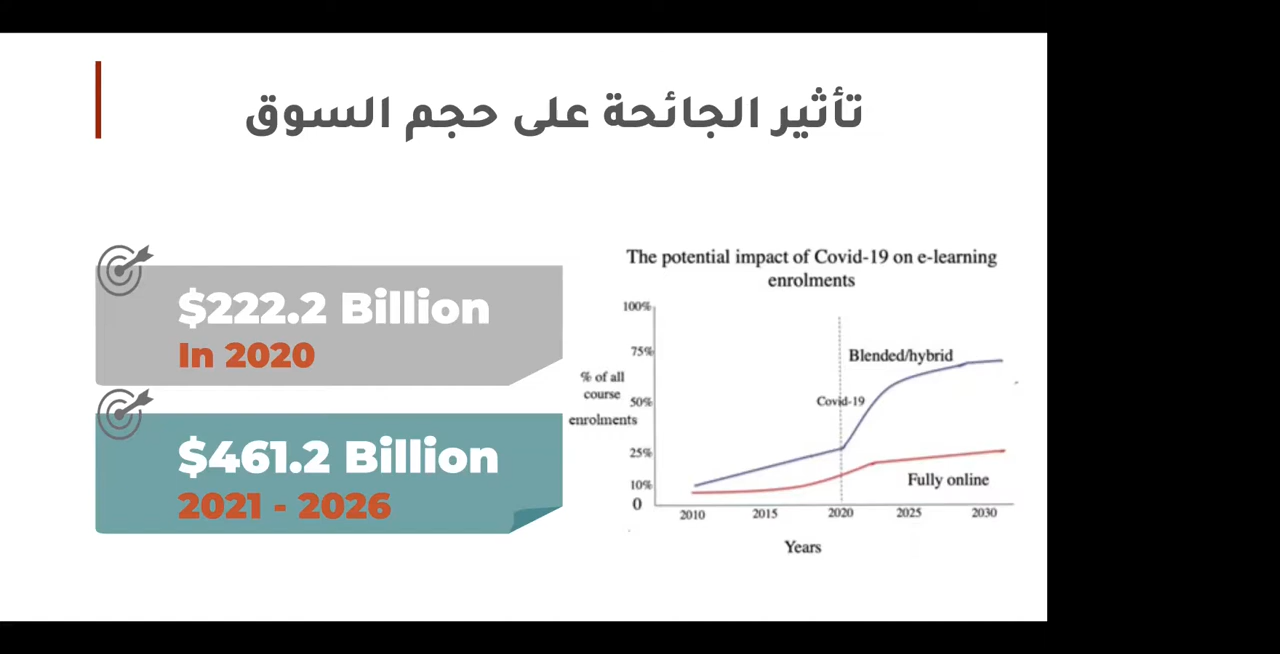 تأثير الجائحة على حجم السوق
$222.2 Billion
In 2020
$461.2 Billion
2021 - 2026
The potential impact of Covid-19 on e-learning
enrolments
100%
75%
50%
25%
10%
0
% of all
course
enrolments
Blended/hybrid
Covid-19
Fully online
2010 2015 2020 2025 2030
Years